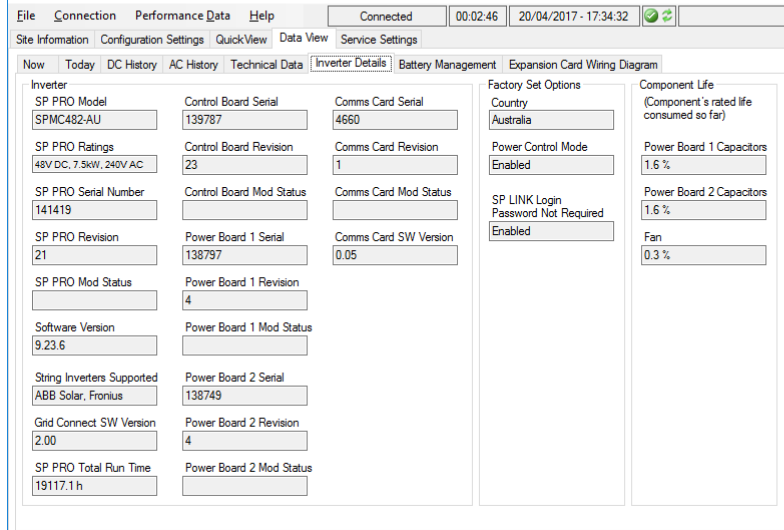 File Connection Performance Data Help Connected 00:02:46 20/04/2017 - 17:34:32
Site Information Configuration Settings QuickView Data View Service Settings
Now Today DC History AC History Technical Data Inverter Details Battery Management Expansion Card Wiring Diagram
Inverter
SP PRO Model
SPMC482-AU
SP PRO Ratings
48V DC, 7.5kW, 240V AC
SP PRO Serial Number
141419
SP PRO Revision
21
SP PRO Mod Status
Software Version
9.23.6
String Inverters Supported
ABB Solar, Fronius
Grid Connect SW Version
2.00
SP PRO Total Run Time
19117.1 h
Control Board Serial
139787
Control Board Revision
23
Control Board Mod Status
Power Board 1 Serial
138797
Power Board 1 Revision
4
Power Board 1 Mod Status
Power Board 2 Serial
138749
Power Board 2 Revision
4
Power Board 2 Mod Status
Comms Card Serial
4660
Comms Card Revision
1
Comms Card Mod Status
Comms Card SW Version
0.05
Factory Set Options
Country
Australia
Power Control Mode
Enabled
SP LINK Login
Password Not Required
Enabled
Component Life
(Component's rated life
consumed so far)
Power Board 1 Capacitors
1.6 %
Power Board 2 Capacitors
1.6 %
Fan
0.3 %